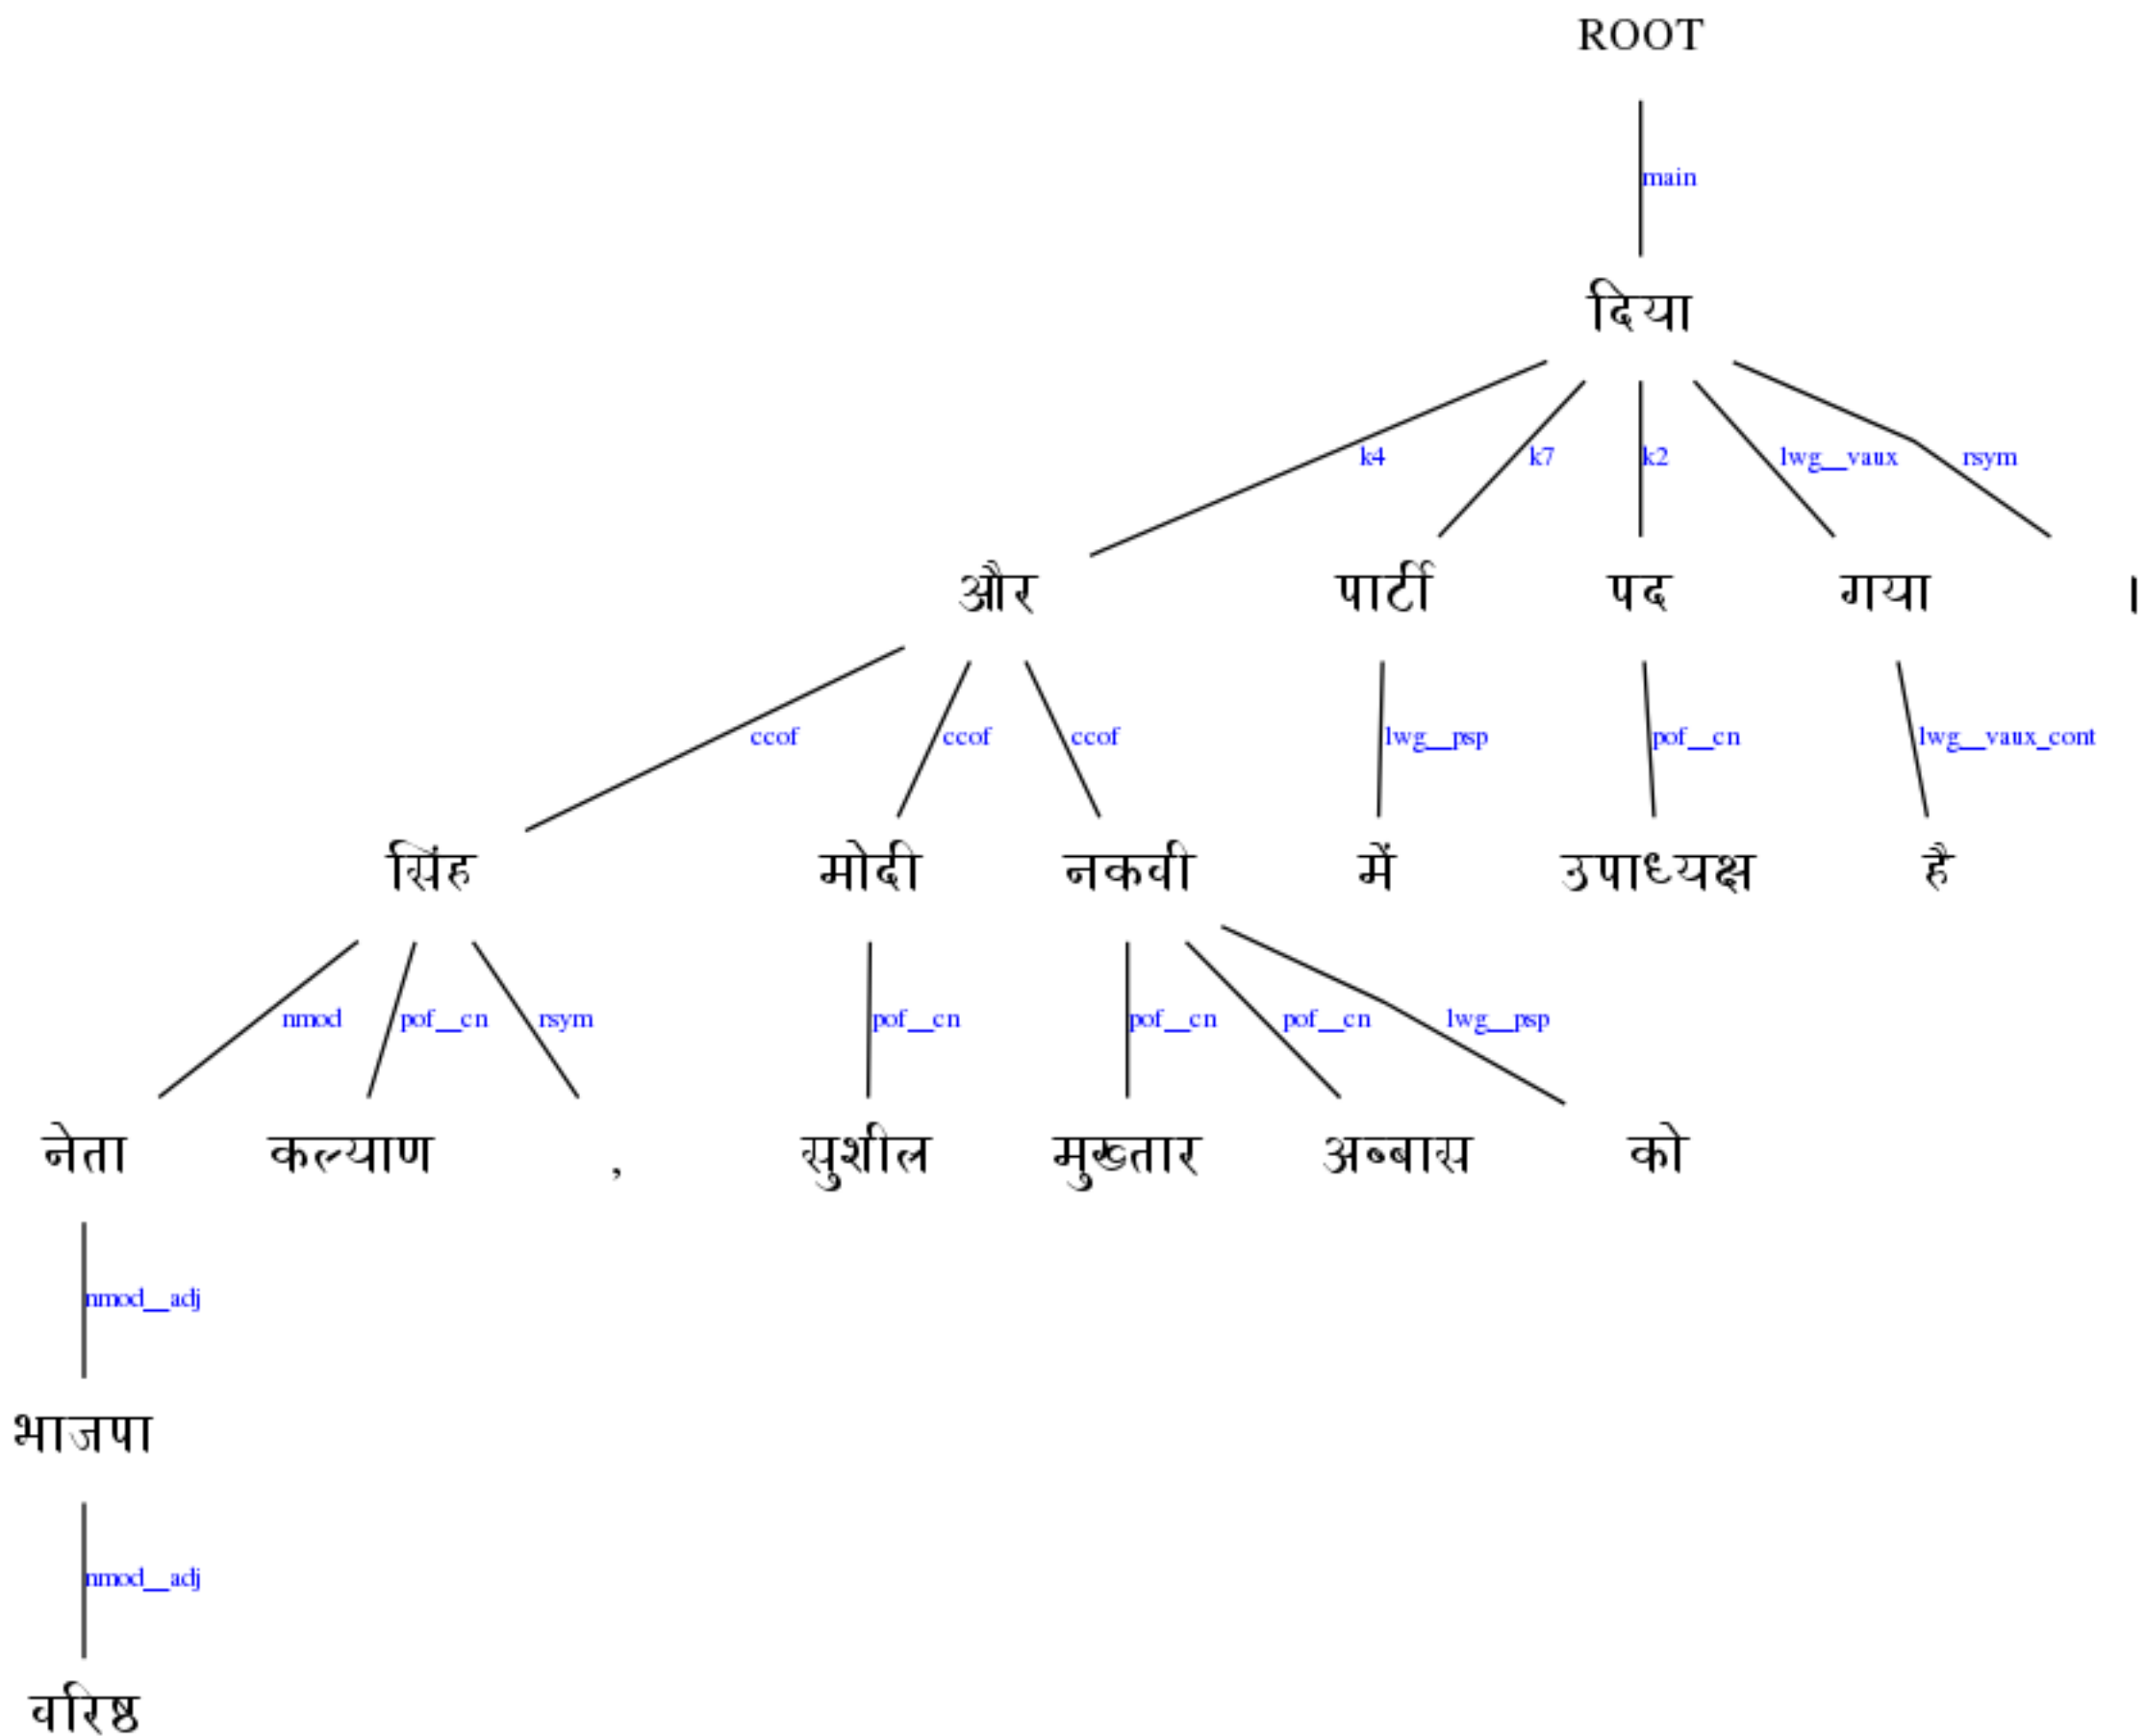 ROOT
main
दिया
k4 k7 k2 lwg__vaux rsym
और पार्टी पद गया ।
ccof ccof ccof lwg__psp pof__cn lwg__vaux_cont
सिंह मोदी नकवी में उपाध्यक्ष है
nmod pof__cn rsym pof__cn pof__cn pof__cn lwg__psp
नेता कल्याण , सुशील मुख्तार अब्बास को
nmod__adj
भाजपा
nmod__adj
वरिष्ठ